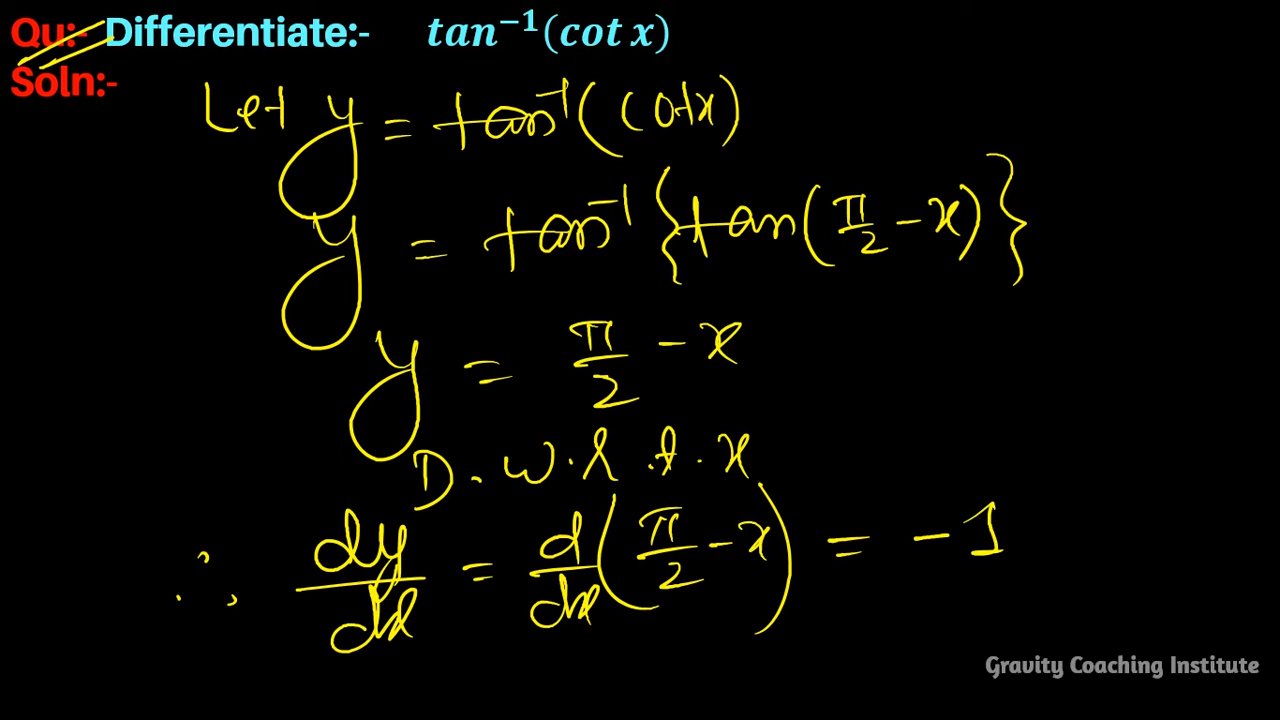 Qu:- Differentiate:- tan⁻¹(cot x)
Soln:-
Let y = tan⁻¹(cotx)
y = tan⁻¹{tan(π/2 - x)}
y = π/2 - x
D.w.r.t.x
∴ dy/dx = d/dx(π/2 - x) = -1
Gravity Coaching Institute